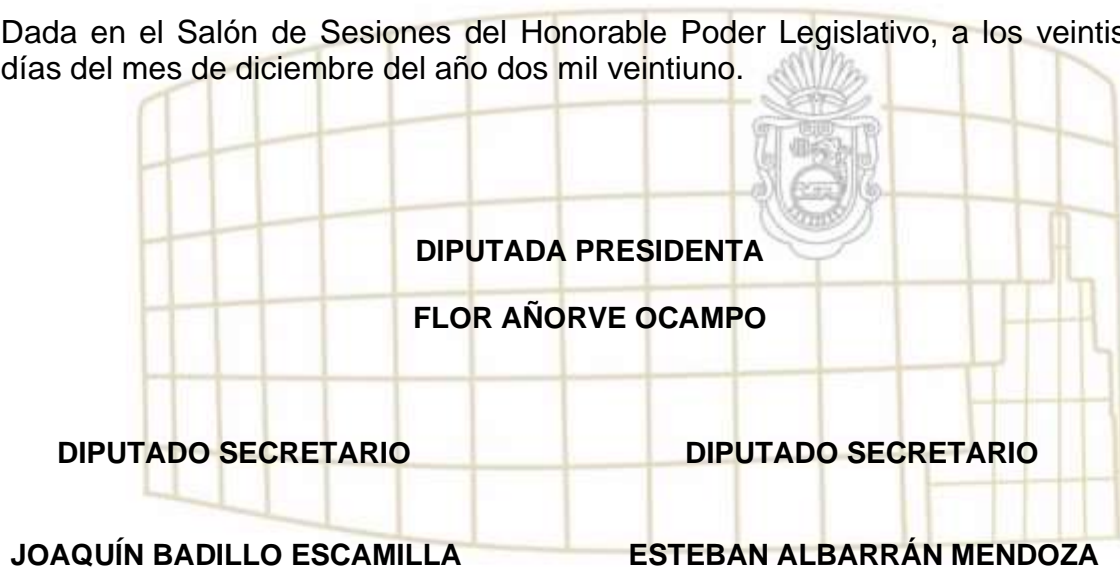 Dada en el Salón de Sesiones del Honorable Poder Legislativo, a los
días del mes de diciembre del año dos mil veintiuno.
DIPUTADA PRESIDENTA
FLOR AÑORVE OCAMPO
DIPUTADO SECRETARIO DIPUTADO SECRETARIO
JOAQUÍN BADILLO ESCAMILLA ESTEBAN ALBARRÁN MENDOZA